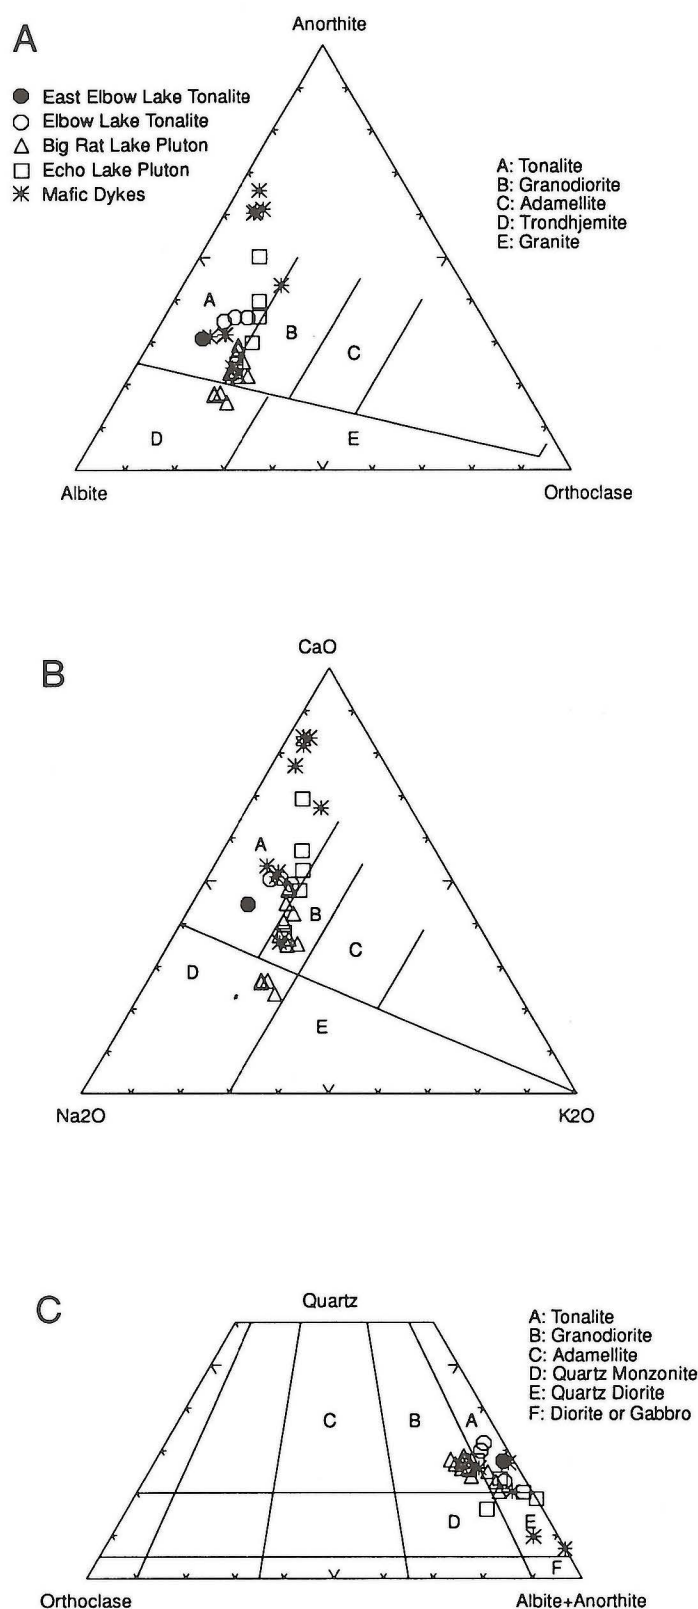 A
Anorthite
East Elbow Lake Tonalite
Elbow Lake Tonalite
Big Rat Lake Pluton
Echo Lake Pluton
Mafic Dykes
A: Tonalite
B: Granodiorite
C: Adamellite
D: Trondhjemite
E: Granite
A
B
C
D
E
Albite
Orthoclase
B
CaO
A
B
C
D
E
Na2O
K2O
C
Quartz
A: Tonalite
B: Granodiorite
C: Adamellite
D: Quartz Monzonite
E: Quartz Diorite
F: Diorite or Gabbro
C
B
A
D
E
F
Orthoclase
Albite+Anorthite